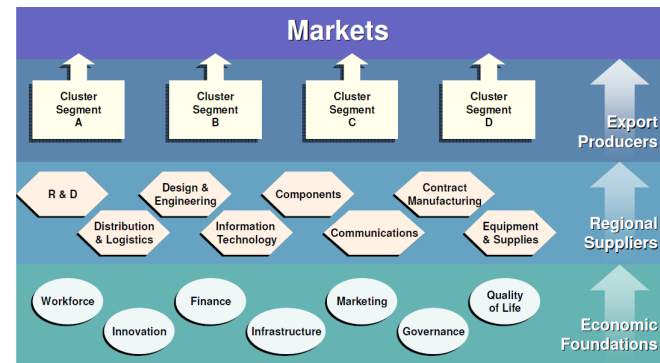 Markets
Cluster
Segment
A
Cluster
Segment
B
Cluster
Segment
C
Cluster
Segment
D
Export
Producers
R & D
Design &
Engineering
Components
Contract
Manufacturing
Distribution
& Logistics
Information
Technology
Communications
Equipment
& Supplies
Regional
Suppliers
Workforce
Finance
Marketing
Quality
of Life
Innovation
Infrastructure
Governance
Economic
Foundations